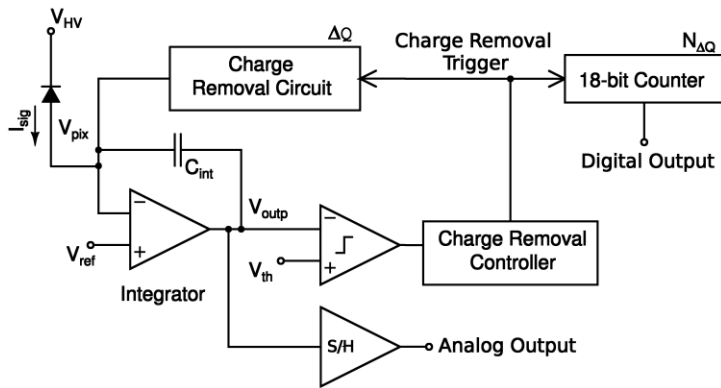 V_HV
ΔQ
Charge
Removal Circuit
Charge Removal
Trigger
N_ΔQ
18-bit Counter
I_sig
V_pix
C_int
Digital Output
V_outp
−
+
V_ref
Integrator
−
+
V_th
Charge Removal
Controller
S/H
Analog Output